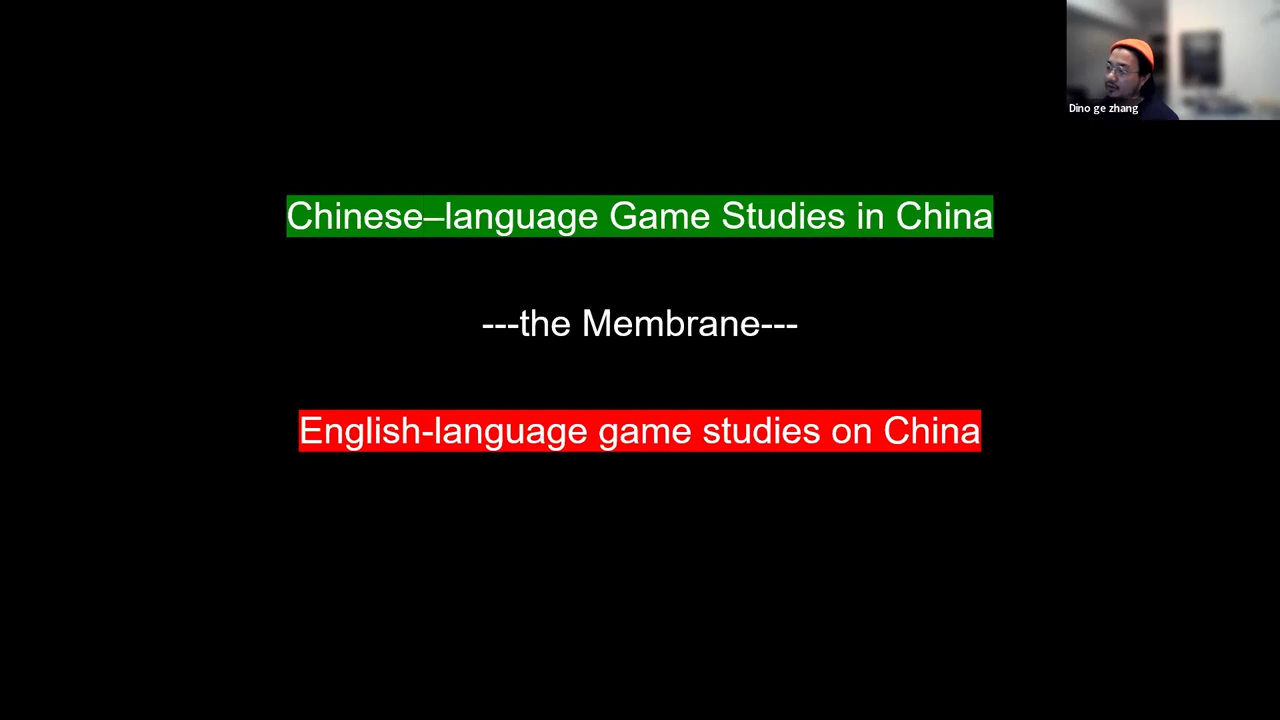 Dino ge zhang
Chinese–language Game Studies in China
---the Membrane---
English-language game studies on China